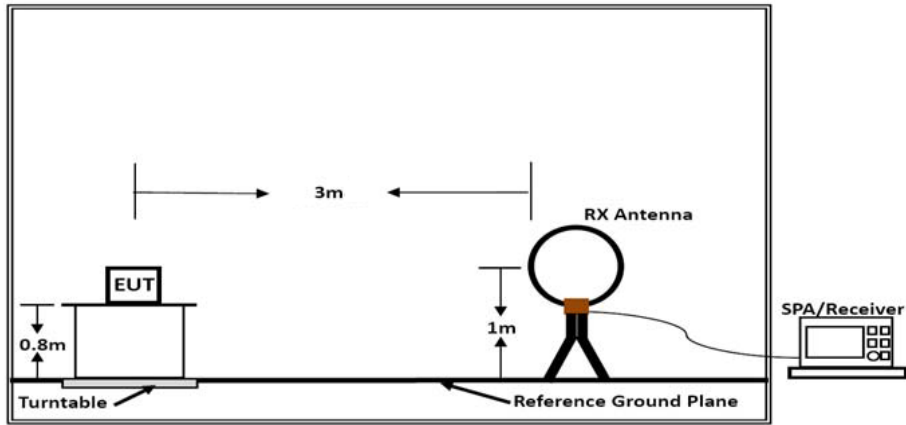 3m
RX Antenna
EUT
SPA/Receiver
0.8m
1m
Turntable
Reference Ground Plane